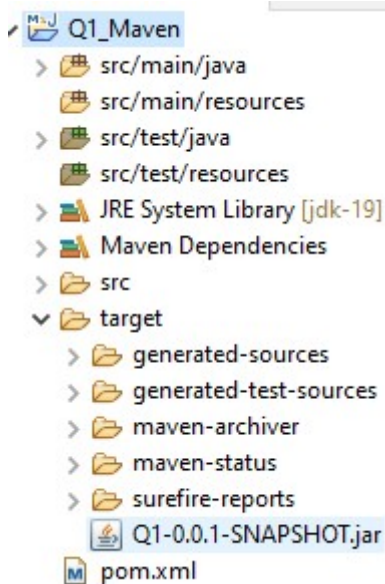 Q1_Maven
src/main/java
src/main/resources
src/test/java
src/test/resources
JRE System Library [jdk-19]
Maven Dependencies
src
target
generated-sources
generated-test-sources
maven-archiver
maven-status
surefire-reports
Q1-0.0.1-SNAPSHOT.jar
pom.xml